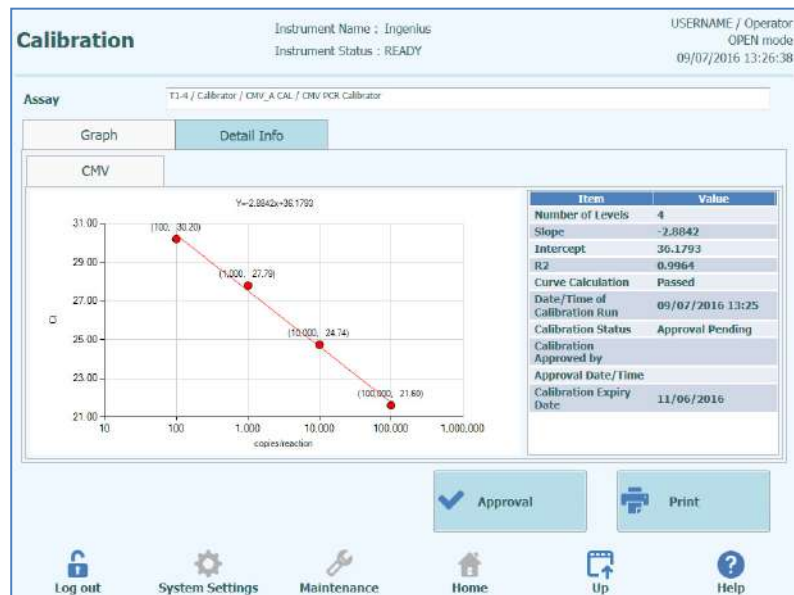 Calibration
Instrument Name : Ingenius
Instrument Status : READY
USERNAME / Operator
OPEN mode
09/07/2016 13:26:38
Assay
T1-4 / Calibrator / CMV_A CAL / CMV PCR Calibrator
Graph
Detail Info
CMV
Y=-2.8842x+36.1793
31.00
29.00
27.00
25.00
23.00
21.00
Ct
(100, 30.20)
(1,000, 27.79)
(10,000, 24.74)
(100,000, 21.60)
10
100
1,000
10,000
100,000
1,000,000
copies/reaction
Item Value
Number of Levels 4
Slope -2.8842
Intercept 36.1793
R2 0.9964
Curve Calculation Passed
Date/Time of
Calibration Run 09/07/2016 13:25
Calibration Status Approval Pending
Calibration
Approved by
Approval Date/Time
Calibration Expiry
Date 11/06/2016
Approval
Print
Log out
System Settings
Maintenance
Home
Up
Help